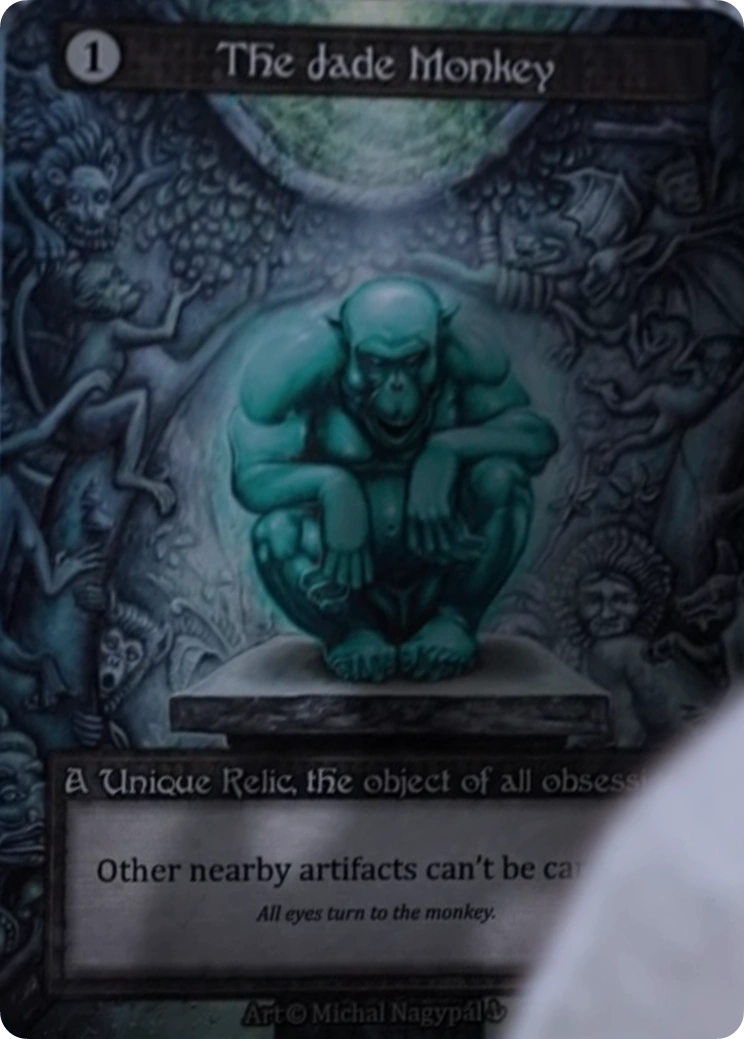 1
The Jade Monkey
A Unique Relic, the object of all
Other nearby artifacts can't be
All eyes turn to the monkey.
Art © Michal Nagypál